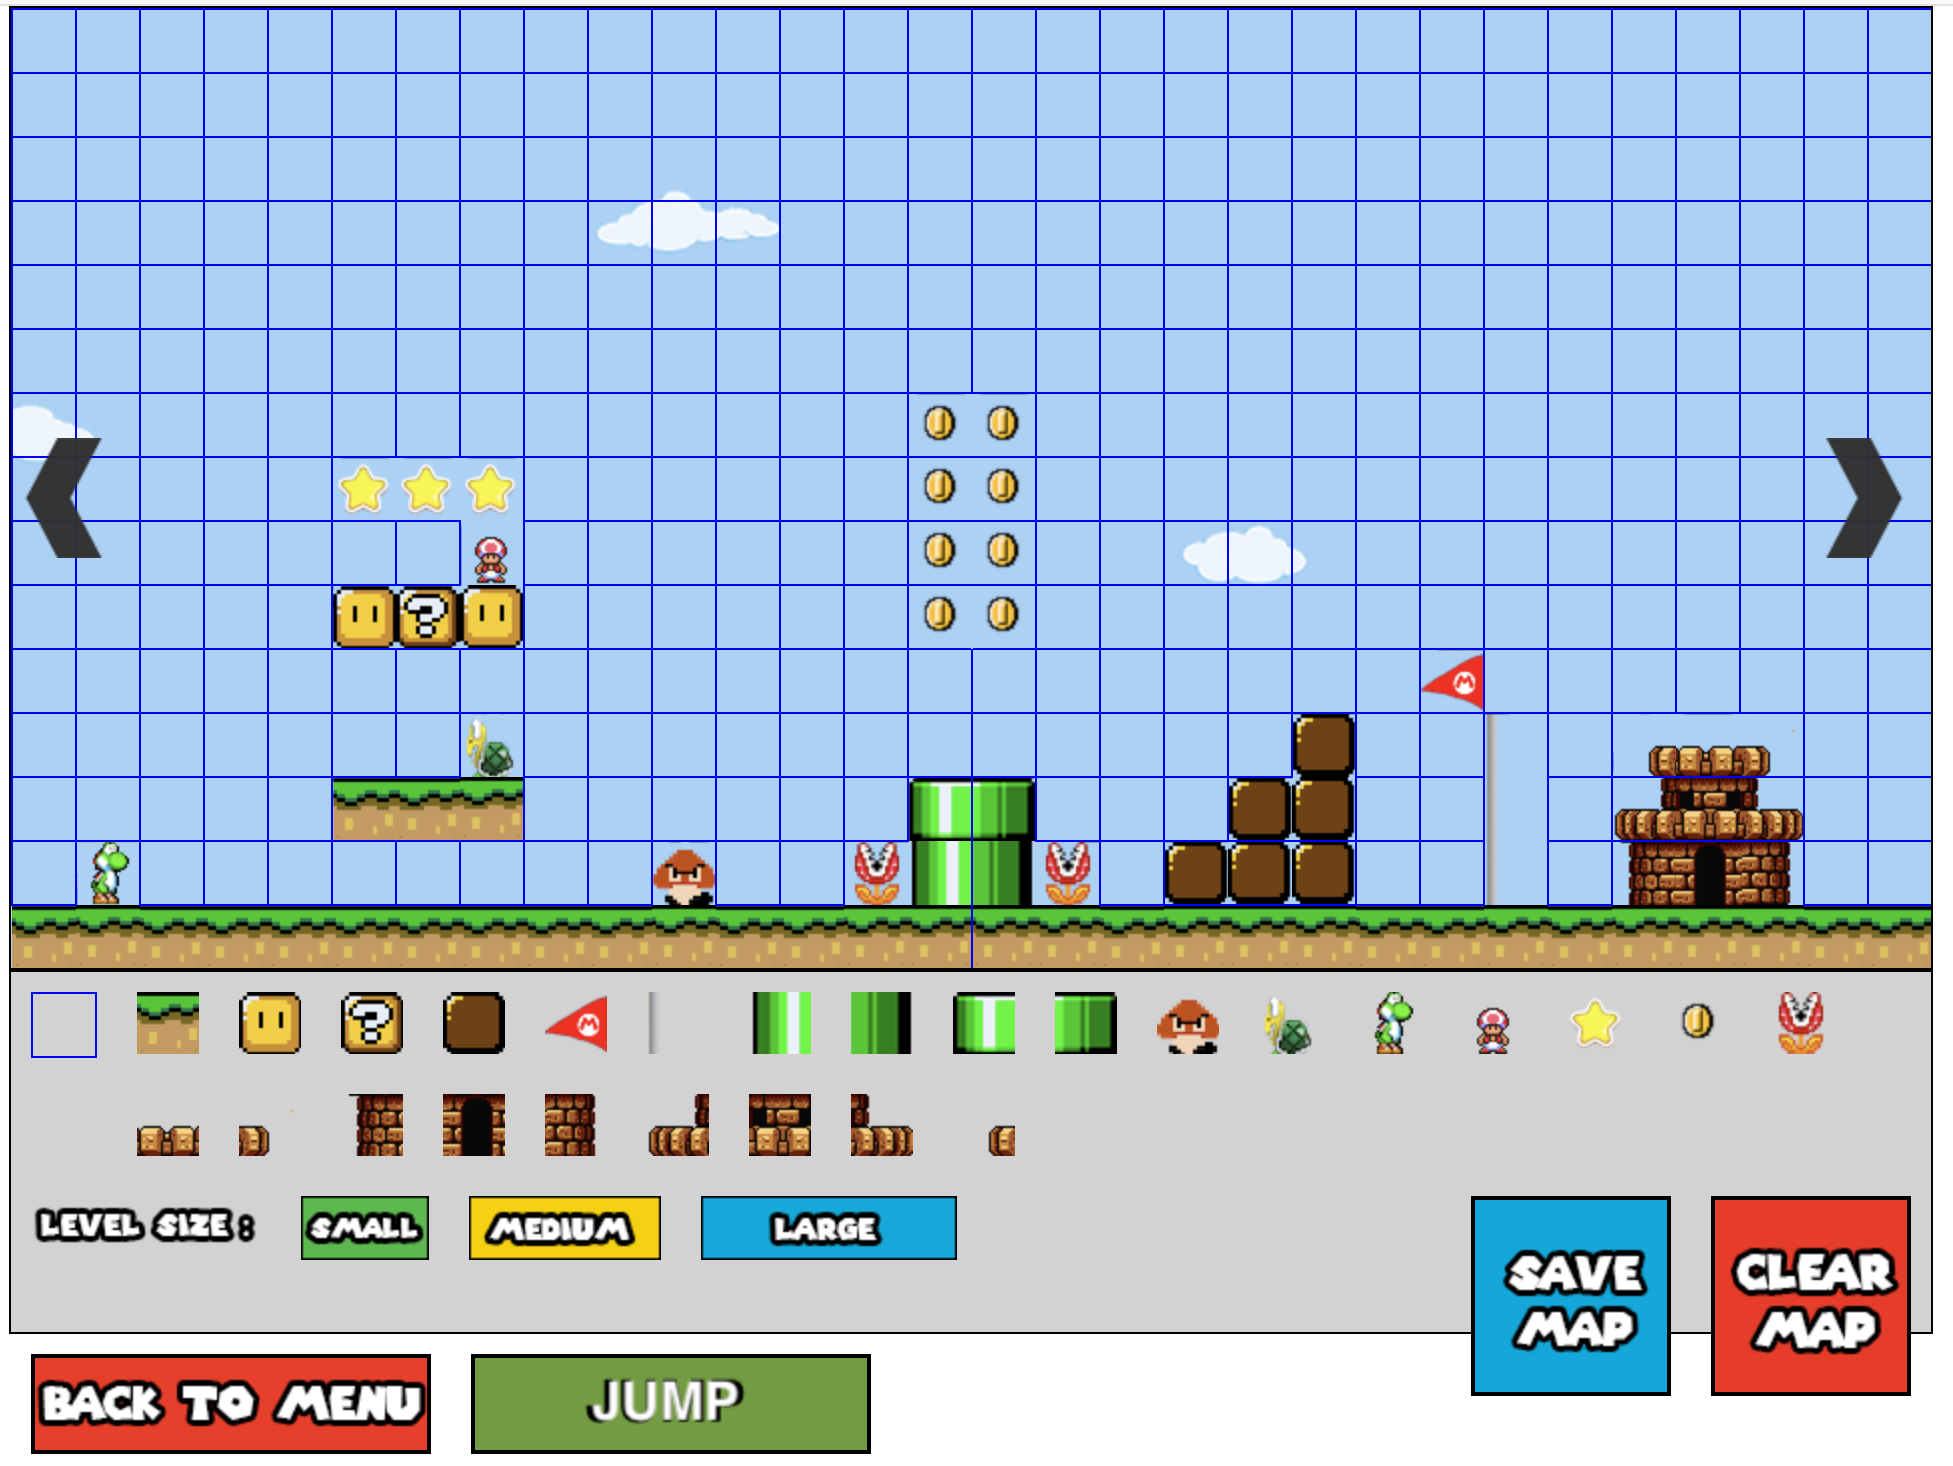 ?
M
?
M
LEVEL SIZE :
SMALL
MEDIUM
LARGE
SAVE
MAP
CLEAR
MAP
BACK TO MENU
JUMP